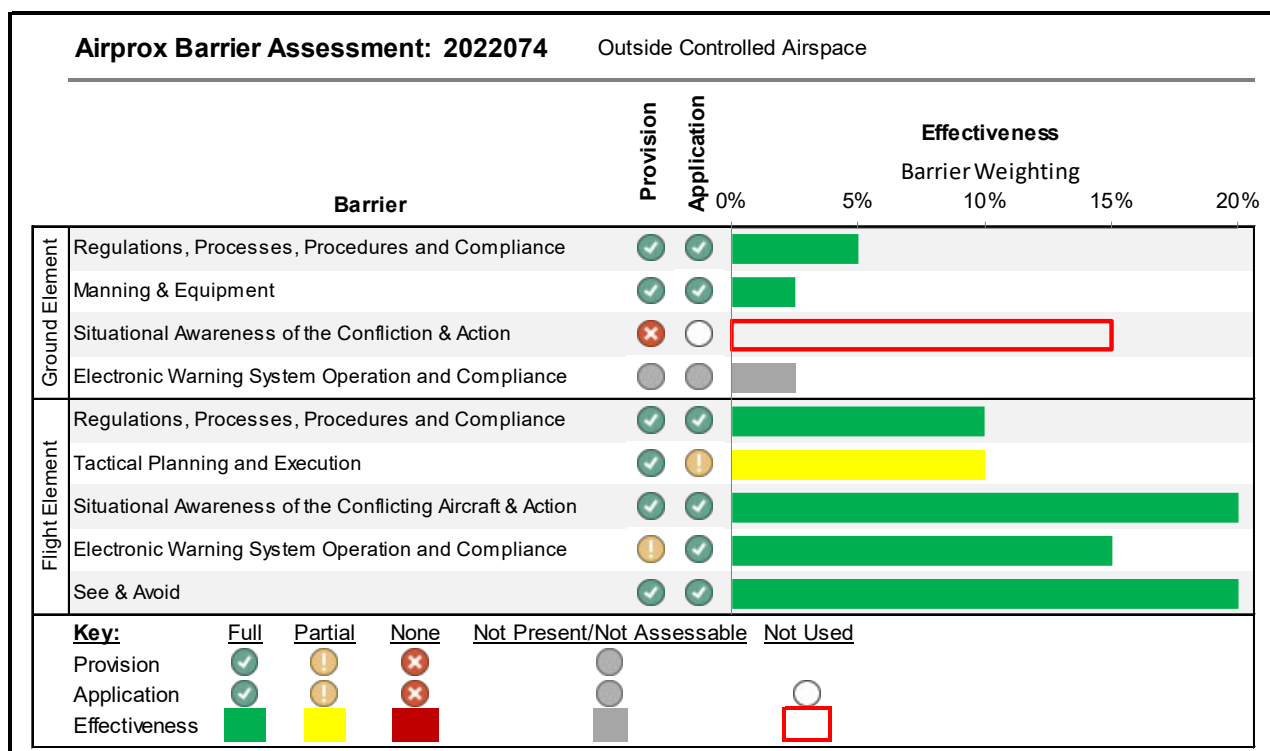 Airprox Barrier Assessment: 2022074 Outside Controlled Airspace
Barrier
Provision
Application
Effectiveness
Barrier Weighting
0% 5% 10% 15% 20%
Ground Element
Regulations, Processes, Procedures and Compliance
Manning & Equipment
Situational Awareness of the Confliction & Action
Electronic Warning System Operation and Compliance
Flight Element
Regulations, Processes, Procedures and Compliance
Tactical Planning and Execution
Situational Awareness of the Conflicting Aircraft & Action
Electronic Warning System Operation and Compliance
See & Avoid
Key: Full Partial None Not Present/Not Assessable Not Used
Provision
Application
Effectiveness